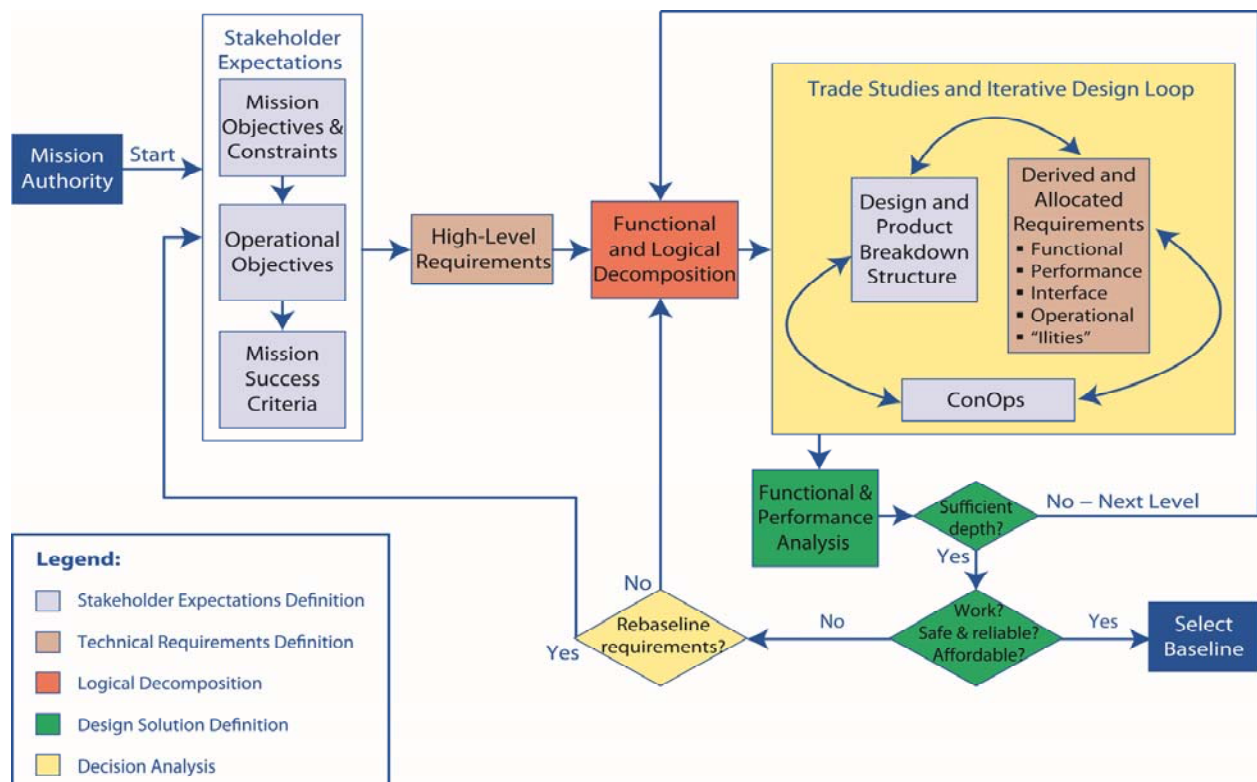 Stakeholder
Expectations
Mission
Objectives &
Constraints
Mission
Authority
Start
Operational
Objectives
Mission
Success
Criteria
High-Level
Requirements
Functional
and Logical
Decomposition
Trade Studies and Iterative Design Loop
Design and
Product
Breakdown
Structure
Derived and
Allocated
Requirements
▪ Functional
▪ Performance
▪ Interface
▪ Operational
▪ “Ilities”
ConOps
Functional &
Performance
Analysis
Sufficient
depth?
No – Next Level
Yes
Work?
Safe & reliable?
Affordable?
Yes
Select
Baseline
No
Rebaseline
requirements?
No
Yes
Legend:
Stakeholder Expectations Definition
Technical Requirements Definition
Logical Decomposition
Design Solution Definition
Decision Analysis